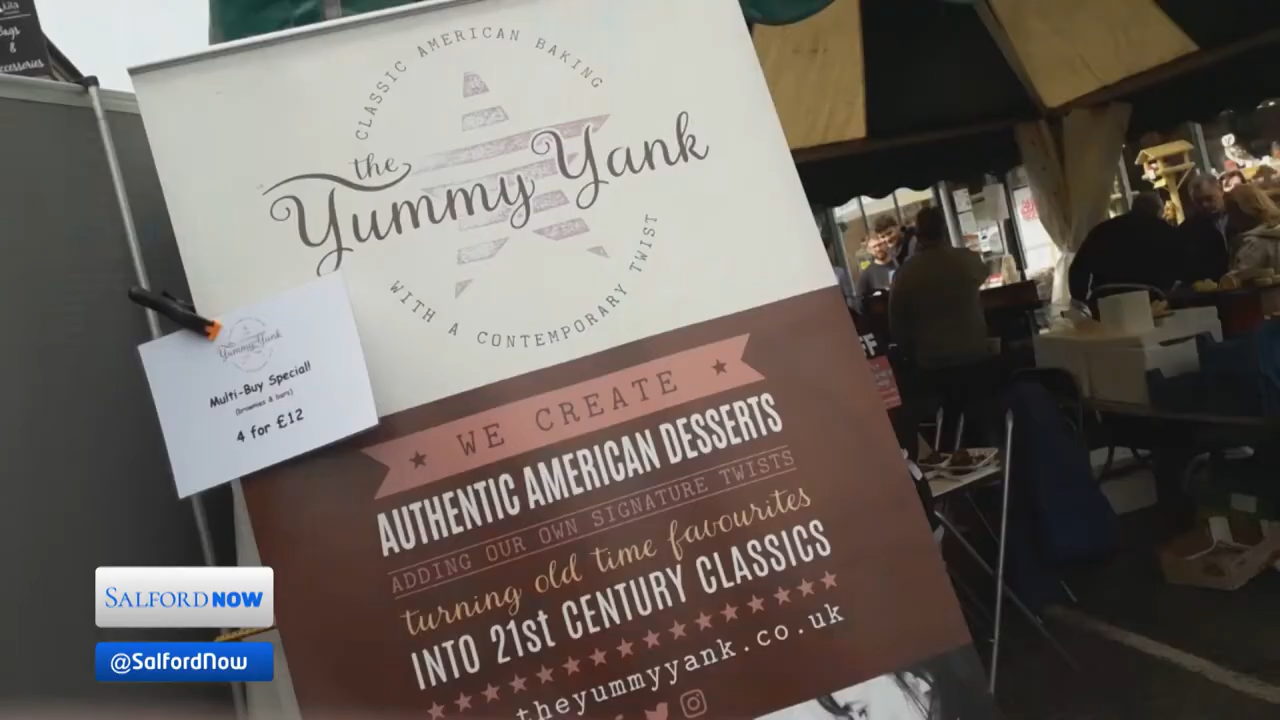 Bags
&
CLASSIC AMERICAN BAKING
the
Yummy Yank
WITH A CONTEMPORARY TWIST
Yummy Yank
Multi-Buy Special!
(brownies & bars)
4 for £12
WE CREATE
AUTHENTIC AMERICAN DESSERTS
ADDING OUR OWN SIGNATURE TWISTS
turning old time favourites
INTO 21st CENTURY CLASSICS
theyummyyank.co.uk
SALFORD NOW
@SalfordNow